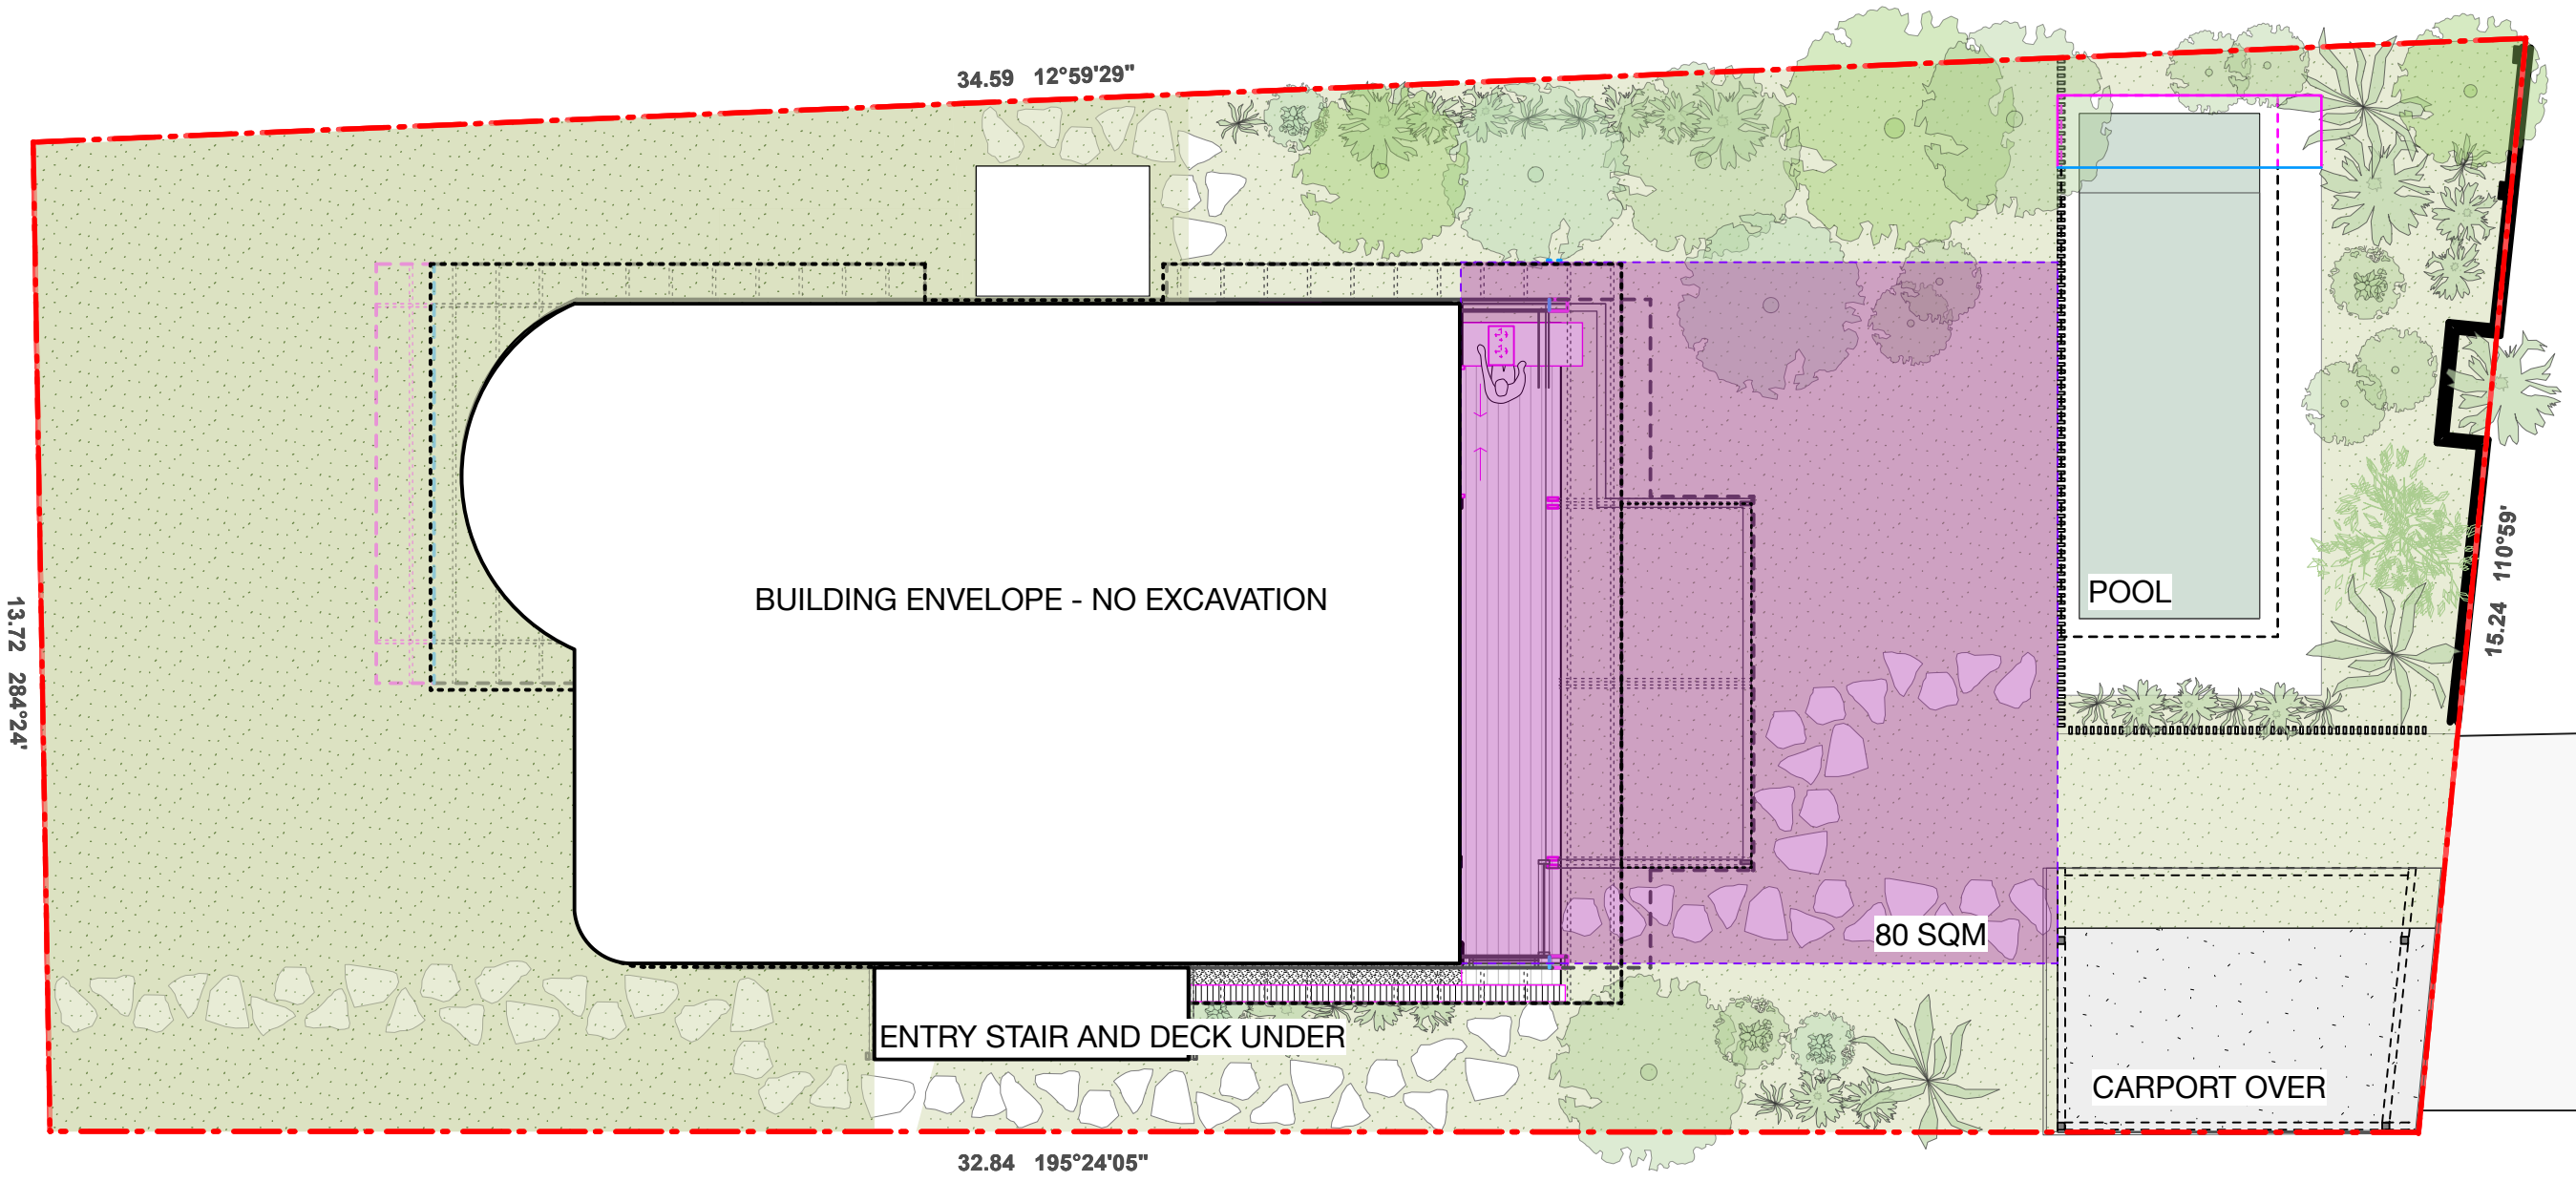 34.59 12°59'29"
BUILDING ENVELOPE - NO EXCAVATION
POOL
13.72 284°24'
15.24 110°59'
80 SQM
ENTRY STAIR AND DECK UNDER
CARPORT OVER
32.84 195°24'05"